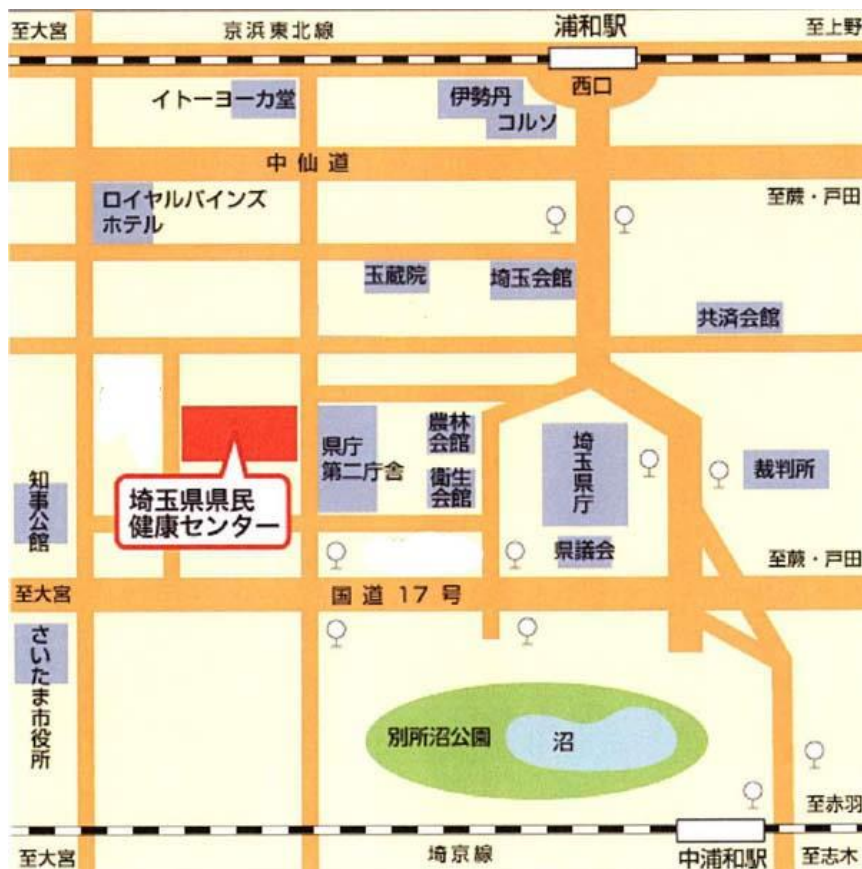 至大宮
京浜東北線
浦和駅
至上野
西口
イトーヨーカ堂
伊勢丹
コルソ
中仙道
ロイヤルパインズ
ホテル
至蕨・戸田
玉蔵院
埼玉会館
共済会館
県庁
第二庁舎
農林
会館
衛生
会館
埼玉県庁
裁判所
知事公館
埼玉県県民
健康センター
県議会
至蕨・戸田
至大宮
国道17号
さいたま市役所
別所沼公園
沼
至赤羽
至大宮
埼京線
中浦和駅
至志木